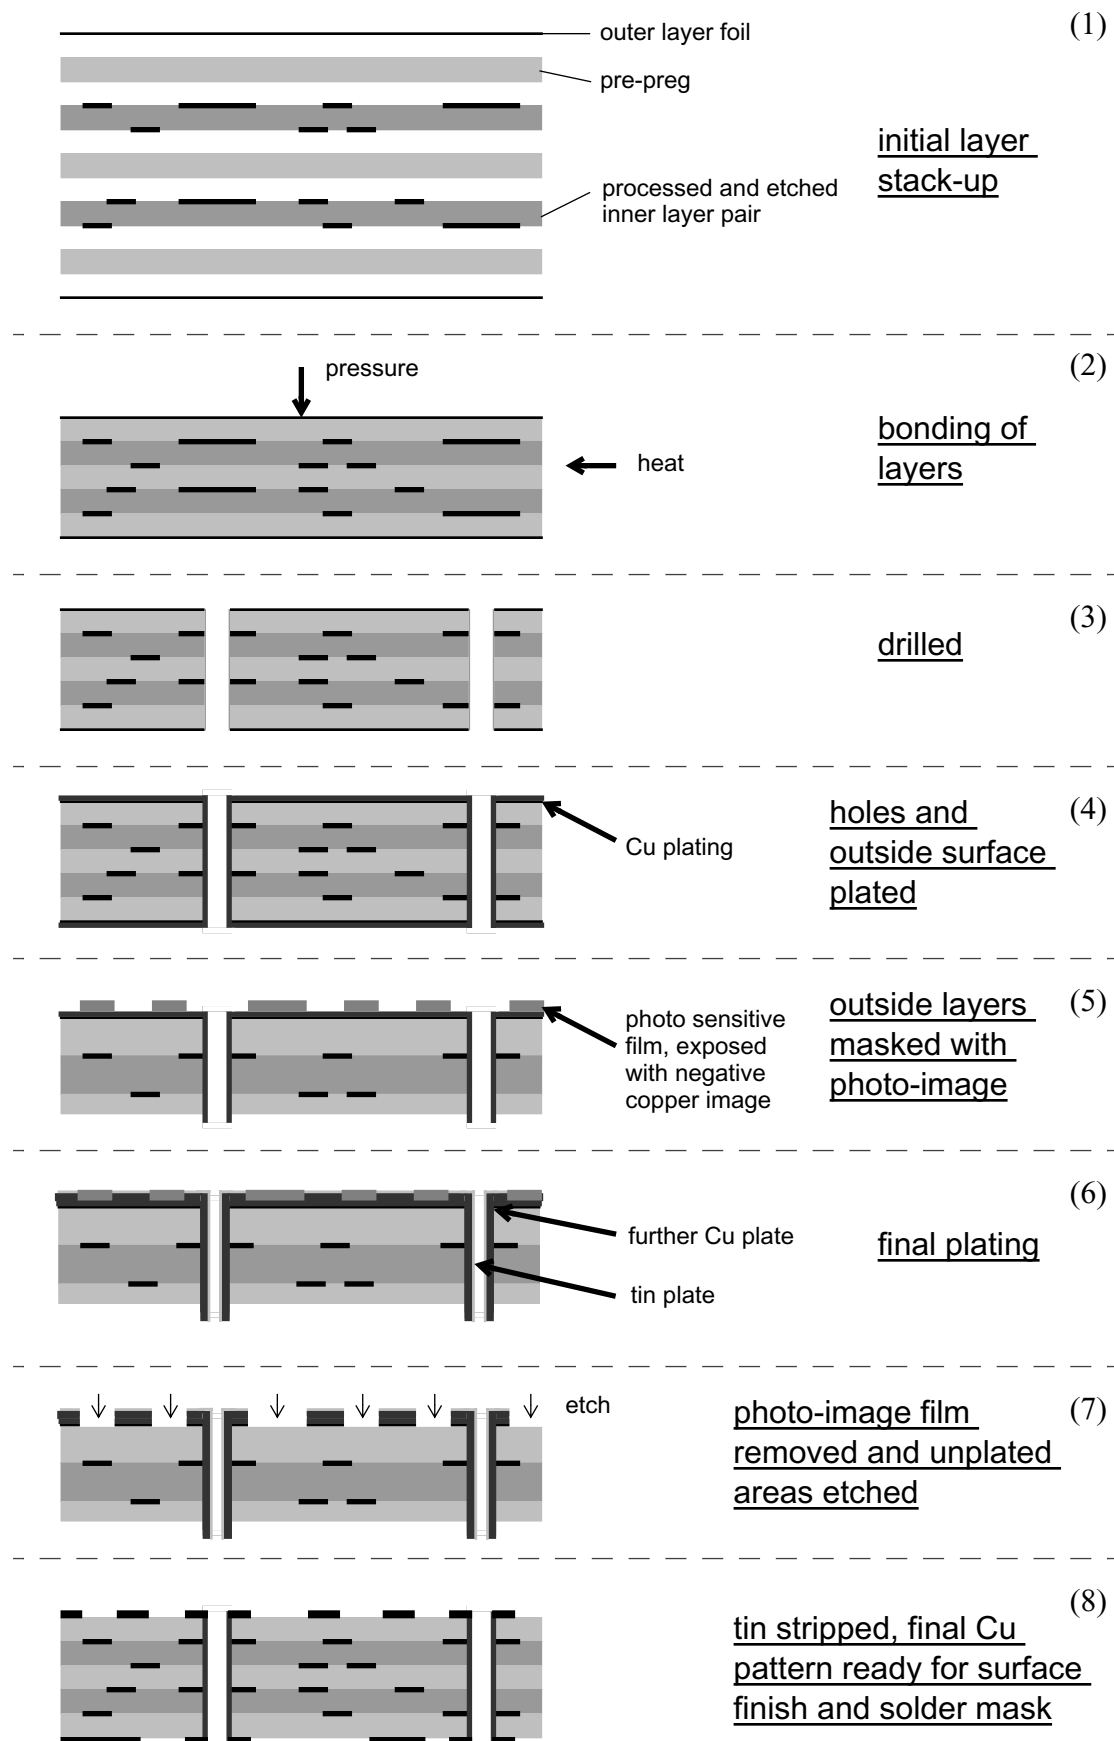 (1)
outer layer foil
pre-preg
initial layer
stack-up
processed and etched
inner layer pair
(2)
pressure
bonding of
layers
heat
(3)
drilled
(4)
holes and
outside surface
plated
Cu plating
(5)
outside layers
masked with
photo-image
photo sensitive
film, exposed
with negative
copper image
(6)
further Cu plate
final plating
tin plate
(7)
etch
photo-image film
removed and unplated
areas etched
(8)
tin stripped, final Cu
pattern ready for surface
finish and solder mask